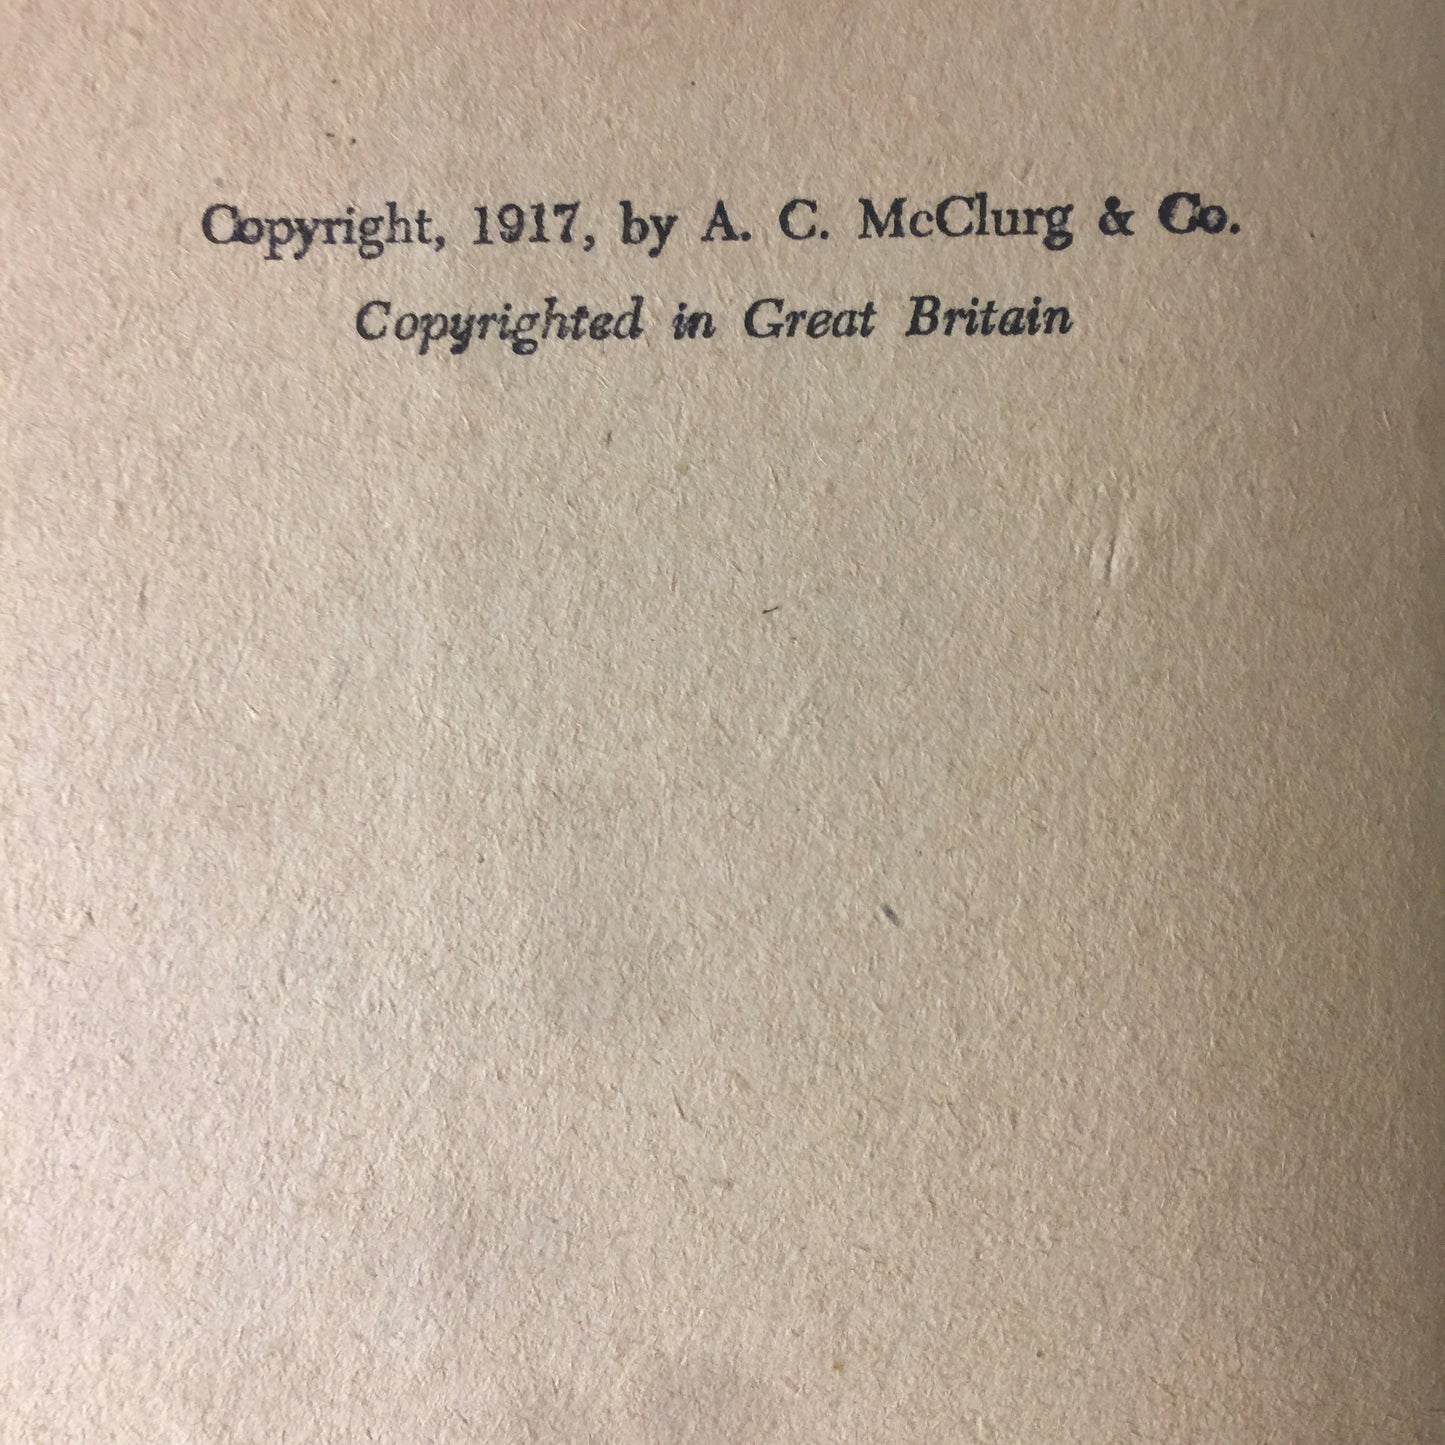 Copyright, 1917, by A. C. McClurg & Co.
Copyrighted in Great Britain